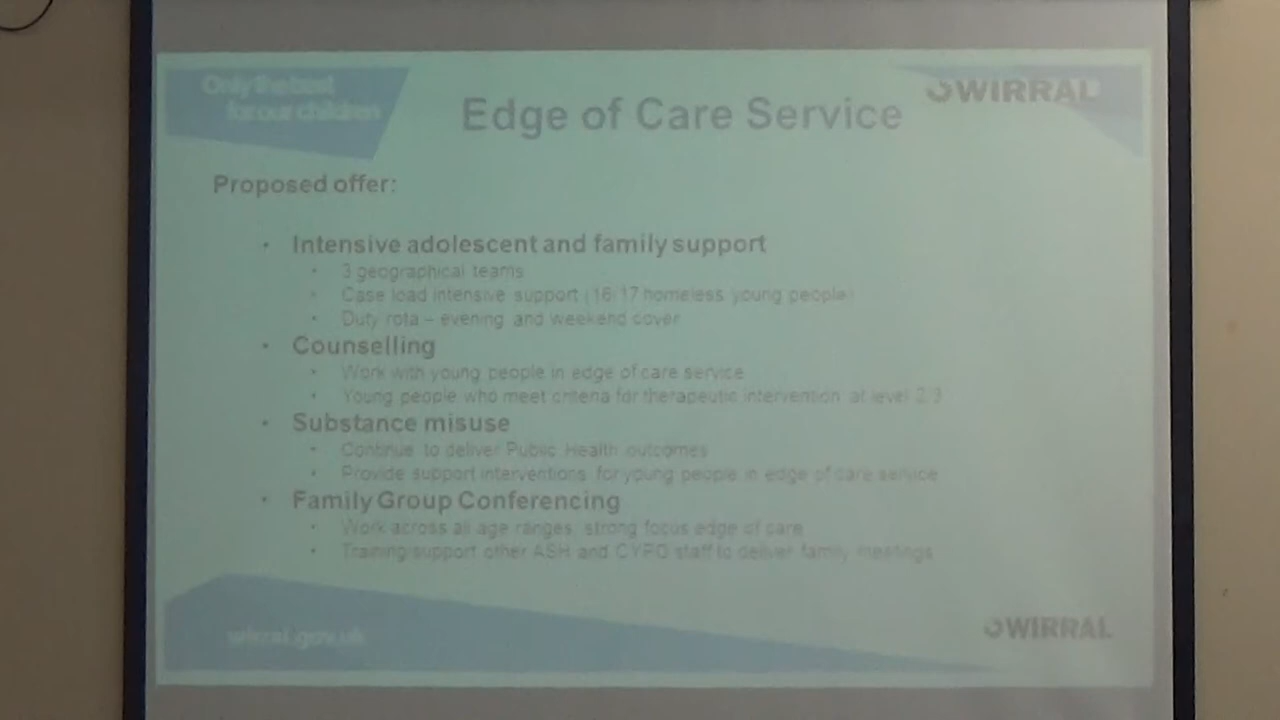 Only the best
for our children
WIRRAL
Edge of Care Service
Proposed offer:
• Intensive adolescent and family support
• 3 geographical teams
• Case load intensive support (16/17 homeless young people)
• Duty rota – evening and weekend cover
• Counselling
• Work with young people in edge of care service
• Young people who meet criteria for therapeutic intervention at level 2/3
• Substance misuse
• Continue to deliver Public Health outcomes
• Provide support interventions for young people in edge of care service
• Family Group Conferencing
• Work across all age ranges, strong focus edge of care
• Training support other ASH and CYPD staff to deliver family meetings
wirral.gov.uk
WIRRAL